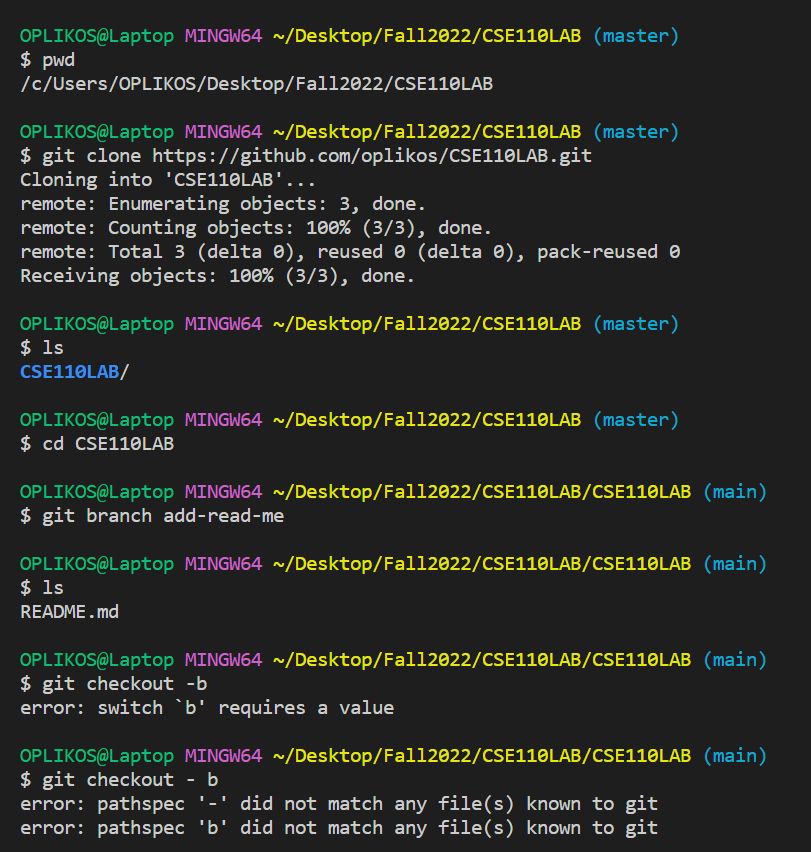 OPLIKOS@Laptop MINGW64 ~/Desktop/Fall2022/CSE110LAB (master)
$ pwd
/c/Users/OPLIKOS/Desktop/Fall2022/CSE110LAB
OPLIKOS@Laptop MINGW64 ~/Desktop/Fall2022/CSE110LAB (master)
$ git clone https://github.com/oplikos/CSE110LAB.git
Cloning into 'CSE110LAB'...
remote: Enumerating objects: 3, done.
remote: Counting objects: 100% (3/3), done.
remote: Total 3 (delta 0), reused 0 (delta 0), pack-reused 0
Receiving objects: 100% (3/3), done.
OPLIKOS@Laptop MINGW64 ~/Desktop/Fall2022/CSE110LAB (master)
$ ls
CSE110LAB/
OPLIKOS@Laptop MINGW64 ~/Desktop/Fall2022/CSE110LAB (master)
$ cd CSE110LAB
OPLIKOS@Laptop MINGW64 ~/Desktop/Fall2022/CSE110LAB/CSE110LAB (main)
$ git branch add-read-me
OPLIKOS@Laptop MINGW64 ~/Desktop/Fall2022/CSE110LAB/CSE110LAB (main)
$ ls
README.md
OPLIKOS@Laptop MINGW64 ~/Desktop/Fall2022/CSE110LAB/CSE110LAB (main)
$ git checkout -b
error: switch `b' requires a value
OPLIKOS@Laptop MINGW64 ~/Desktop/Fall2022/CSE110LAB/CSE110LAB (main)
$ git checkout - b
error: pathspec '-' did not match any file(s) known to git
error: pathspec 'b' did not match any file(s) known to git